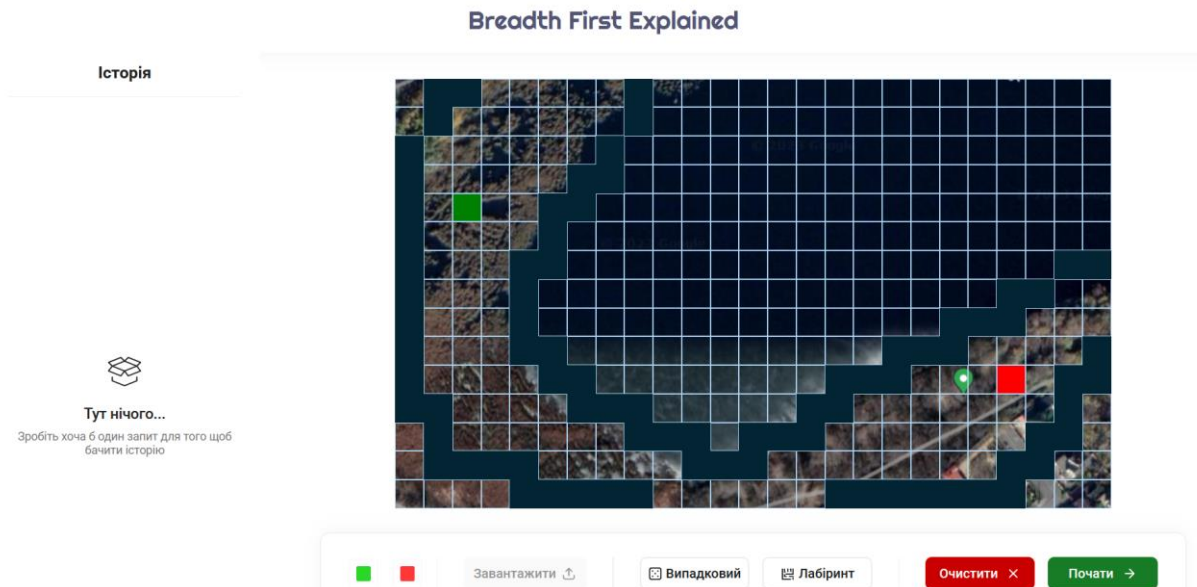 Breadth First Explained
Історія
Тут нічого...
Зробіть хоча б один запит для того щоб
бачити історію
Завантажити
Випадковий
Лабіринт
Очистити
Почати